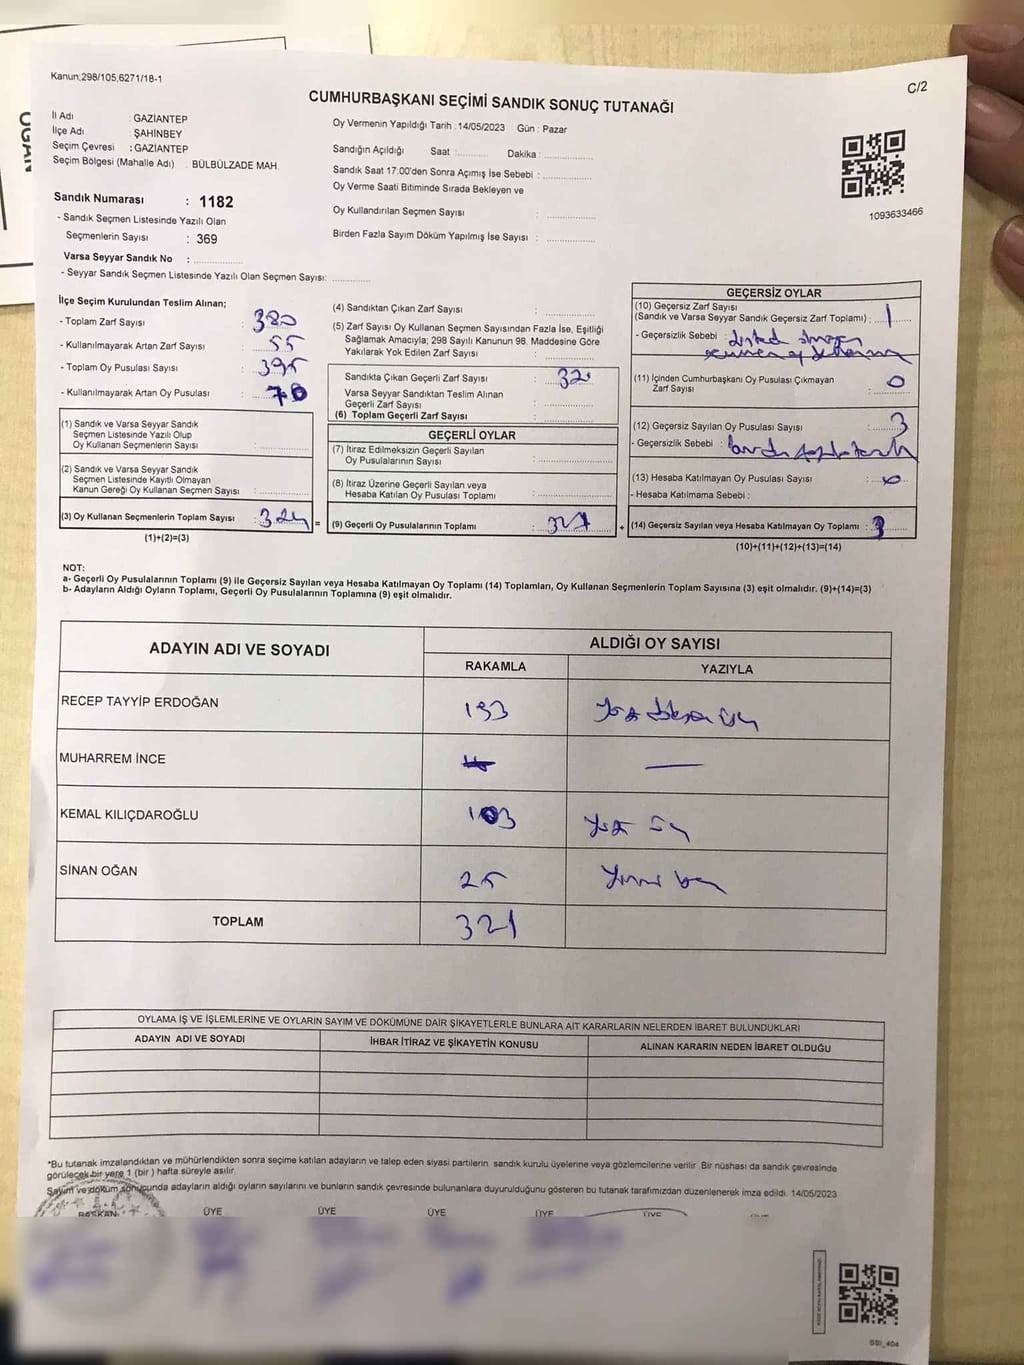 Kanun,298/105,6271/18-1
C/2
CUMHURBAŞKANI SEÇİMİ SANDIK SONUÇ TUTANAĞI
İl Adı : GAZİANTEP
İlçe Adı : ŞAHİNBEY
Seçim Çevresi : GAZİANTEP
Seçim Bölgesi (Mahalle Adı) : BÜLBÜLZADE MAH.
Oy Vermenin Yapıldığı Tarih : 14/05/2023 Gün : Pazar
Sandığın Açıldığı Saat : Dakika :
Sandık Saat 17:00'den Sonra Açımış İse Sebebi :
Oy Verme Saati Bitiminde Sırada Bekleyen ve
Oy Kullandırılan Seçmen Sayısı :
Birden Fazla Sayım Döküm Yapılmış İse Sayısı :
1093633466
Sandık Numarası : 1182
- Sandık Seçmen Listesinde Yazılı Olan
Seçmenlerin Sayısı : 369
Varsa Seyyar Sandık No :
- Seyyar Sandık Seçmen Listesinde Yazılı Olan Seçmen Sayısı:
İlçe Seçim Kurulundan Teslim Alınan;
- Toplam Zarf Sayısı : 380
- Kullanılmayarak Artan Zarf Sayısı : 55
- Toplam Oy Pusulası Sayısı : 395
- Kullanılmayarak Artan Oy Pusulası : 70
(1) Sandık ve Varsa Seyyar Sandık
Seçmen Listesinde Yazılı Olup
Oy Kullanan Seçmenlerin Sayısı :
(2) Sandık ve Varsa Seyyar Sandık
Seçmen Listesinde Kayıtlı Olmayan
Kanun Gereği Oy Kullanan Seçmen Sayısı :
(3) Oy Kullanan Seçmenlerin Toplam Sayısı : 324 =
(1)+(2)=(3)
(4) Sandıktan Çıkan Zarf Sayısı :
(5) Zarf Sayısı Oy Kullanan Seçmen Sayısından Fazla İse, Eşitliği
Sağlamak Amacıyla; 298 Sayılı Kanunun 98. Maddesine Göre
Yakılarak Yok Edilen Zarf Sayısı :
Sandıkta Çıkan Geçerli Zarf Sayısı :
Varsa Seyyar Sandıktan Teslim Alınan
Geçerli Zarf Sayısı :
(6) Toplam Geçerli Zarf Sayısı :
GEÇERLİ OYLAR
(7) İtiraz Edilmeksizin Geçerli Sayılan
Oy Pusulalarının Sayısı :
(8) İtiraz Üzerine Geçerli Sayılan veya
Hesaba Katılan Oy Pusulası Toplamı :
(9) Geçerli Oy Pusulalarının Toplamı : 321 +
GEÇERSİZ OYLAR
(10) Geçersiz Zarf Sayısı
(Sandık ve Varsa Seyyar Sandık Geçersiz Zarf Toplamı) : 1
- Geçersizlik Sebebi :
(11) İçinden Cumhurbaşkanı Oy Pusulası Çıkmayan
Zarf Sayısı : 0
(12) Geçersiz Sayılan Oy Pusulası Sayısı : 3
- Geçersizlik Sebebi :
(13) Hesaba Katılmayan Oy Pusulası Sayısı : 0
- Hesaba Katılmama Sebebi :
(14) Geçersiz Sayılan veya Hesaba Katılmayan Oy Toplamı : 3
(10)+(11)+(12)+(13)=(14)
NOT:
a- Geçerli Oy Pusulalarının Toplamı (9) ile Geçersiz Sayılan veya Hesaba Katılmayan Oy Toplamı (14) Toplamları, Oy Kullanan Seçmenlerin Toplam Sayısına (3) eşit olmalıdır. (9)+(14)=(3)
b- Adayların Aldığı Oyların Toplamı, Geçerli Oy Pusulalarının Toplamına (9) eşit olmalıdır.
ADAYIN ADI VE SOYADI
ALDIĞI OY SAYISI
RAKAMLA YAZIYLA
RECEP TAYYİP ERDOĞAN 193 Yüz doksan üç
MUHARREM İNCE
KEMAL KILIÇDAROĞLU 103 Yüz üç
SİNAN OĞAN 25 Yirmi beş
TOPLAM 321
OYLAMA İŞ VE İŞLEMLERİNE VE OYLARIN SAYIM VE DÖKÜMÜNE DAİR ŞİKAYETLERLE BUNLARA AİT KARARLARIN NELERDEN İBARET BULUNDUKLARI
ADAYIN ADI VE SOYADI İHBAR İTİRAZ VE ŞİKAYETİN KONUSU ALINAN KARARIN NEDEN İBARET OLDUĞU
*Bu tutanak imzalandıktan ve mühürlendikten sonra seçime katılan adayların ve talep eden siyasi partilerin sandık kurulu üyelerine veya gözlemcilerine verilir. Bir nüshası da sandık çevresinde
görülecek bir yere 1 (bir ) hafta süreyle asılır.
Sayım ve döküm sonucunda adayların aldığı oyların sayılarını ve bunların sandık çevresinde bulunanlara duyurulduğunu gösteren bu tutanak tarafımızdan düzenlenerek imza edildi. 14/05/2023
BAŞKAN ÜYE ÜYE ÜYE ÜYE ÜYE